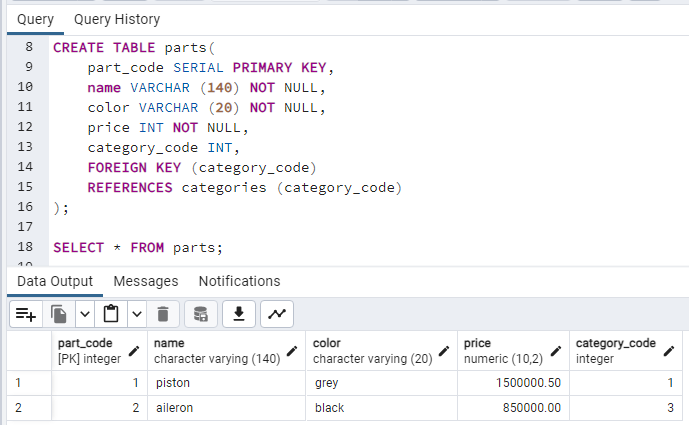 Query Query History
8 CREATE TABLE parts(
9 part_code SERIAL PRIMARY KEY,
10 name VARCHAR (140) NOT NULL,
11 color VARCHAR (20) NOT NULL,
12 price INT NOT NULL,
13 category_code INT,
14 FOREIGN KEY (category_code)
15 REFERENCES categories (category_code)
16 );
17
18 SELECT * FROM parts;
Data Output Messages Notifications
part_code name color price category_code
[PK] integer character varying (140) character varying (20) numeric (10,2) integer
1 1 piston grey 1500000.50 1
2 2 aileron black 850000.00 3